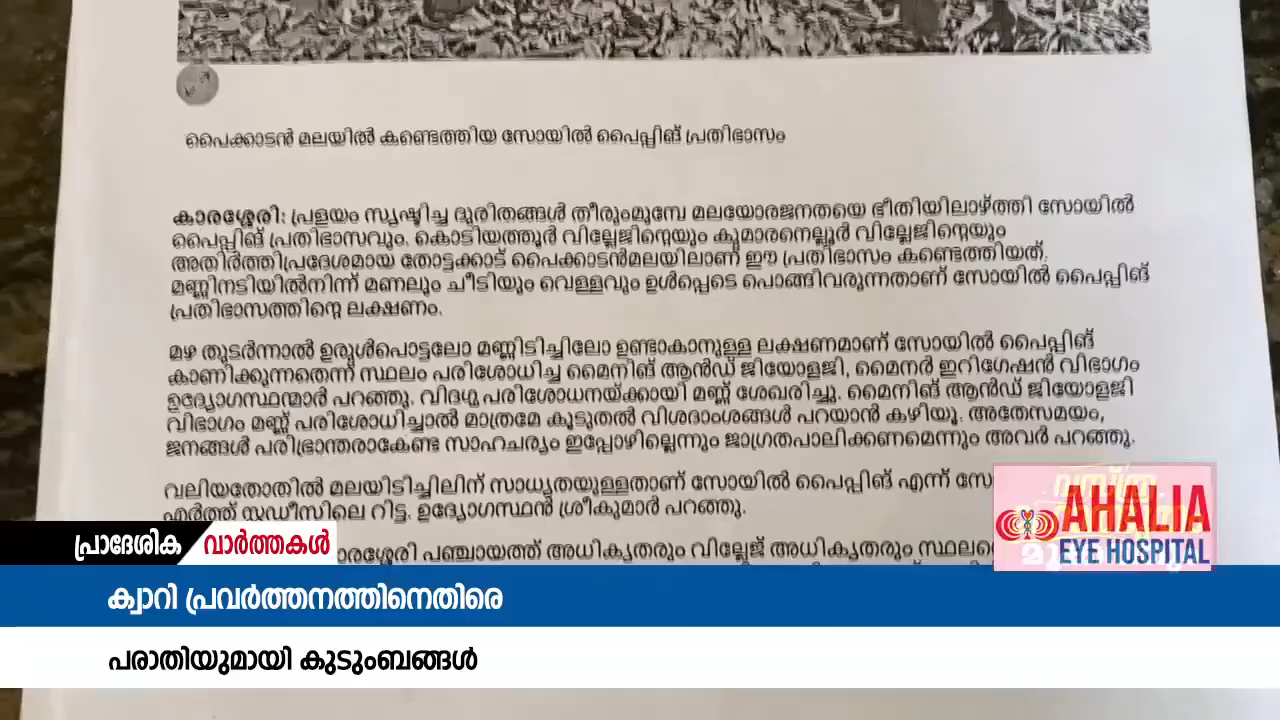 പൈക്കാടൻ മലയിൽ കണ്ടെത്തിയ സോയിൽ പൈപ്പിങ് പ്രതിഭാസം
കാരശ്ശേരി: പ്രളയം സൃഷ്ടിച്ച ദുരിതങ്ങൾ തീരുംമുമ്പേ മലയോരജനതയെ ഭീതിയിലാഴ്ത്തി സോയിൽ
പൈപ്പിങ് പ്രതിഭാസവും. കൊടിയത്തൂർ വില്ലേജിന്റെയും കുമാരനെല്ലൂർ വില്ലേജിന്റെയും
അതിർത്തിപ്രദേശമായ തോട്ടക്കാട് പൈക്കാടൻമലയിലാണ് ഈ പ്രതിഭാസം കണ്ടെത്തിയത്.
മണ്ണിനടിയിൽനിന്ന് മണലും ചീടിയും വെള്ളവും ഉൾപ്പെടെ പൊങ്ങിവരുന്നതാണ് സോയിൽ പൈപ്പിങ്
പ്രതിഭാസത്തിന്റെ ലക്ഷണം.
മഴ തുടർന്നാൽ ഉരുൾപൊട്ടലോ മണ്ണിടിച്ചിലോ ഉണ്ടാകാനുള്ള ലക്ഷണമാണ് സോയിൽ പൈപ്പിങ്
കാണിക്കുന്നതെന്ന് സ്ഥലം പരിശോധിച്ച മൈനിങ് ആൻഡ് ജിയോളജി, മൈനർ ഇറിഗേഷൻ വിഭാഗം
ഉദ്യോഗസ്ഥന്മാർ പറഞ്ഞു. വിദഗ്ധപരിശോധനയ്ക്കായി മണ്ണ് ശേഖരിച്ചു. മൈനിങ് ആൻഡ് ജിയോളജി
വിഭാഗം മണ്ണ് പരിശോധിച്ചാൽ മാത്രമേ കൂടുതൽ വിശദാംശങ്ങൾ പറയാൻ കഴിയൂ. അതേസമയം,
ജനങ്ങൾ പരിഭ്രാന്തരാകേണ്ട സാഹചര്യം ഇപ്പോഴില്ലെന്നും ജാഗ്രതപാലിക്കണമെന്നും അവർ പറഞ്ഞു.
വലിയതോതിൽ മലയിടിച്ചിലിന് സാധ്യതയുള്ളതാണ് സോയിൽ പൈപ്പിങ് എന്ന്
എർത്ത് സ്റ്റഡീസിലെ റിട്ട. ഉദ്യോഗസ്ഥൻ ശ്രീകുമാർ പറഞ്ഞു.
പഞ്ചായത്ത് അധികൃതരും വില്ലേജ് അധികൃതരും
AHALIA
EYE HOSPITAL
പ്രാദേശിക വാർത്തകൾ
ക്വാറി പ്രവർത്തനത്തിനെതിരെ
പരാതിയുമായി കുടുംബങ്ങൾ